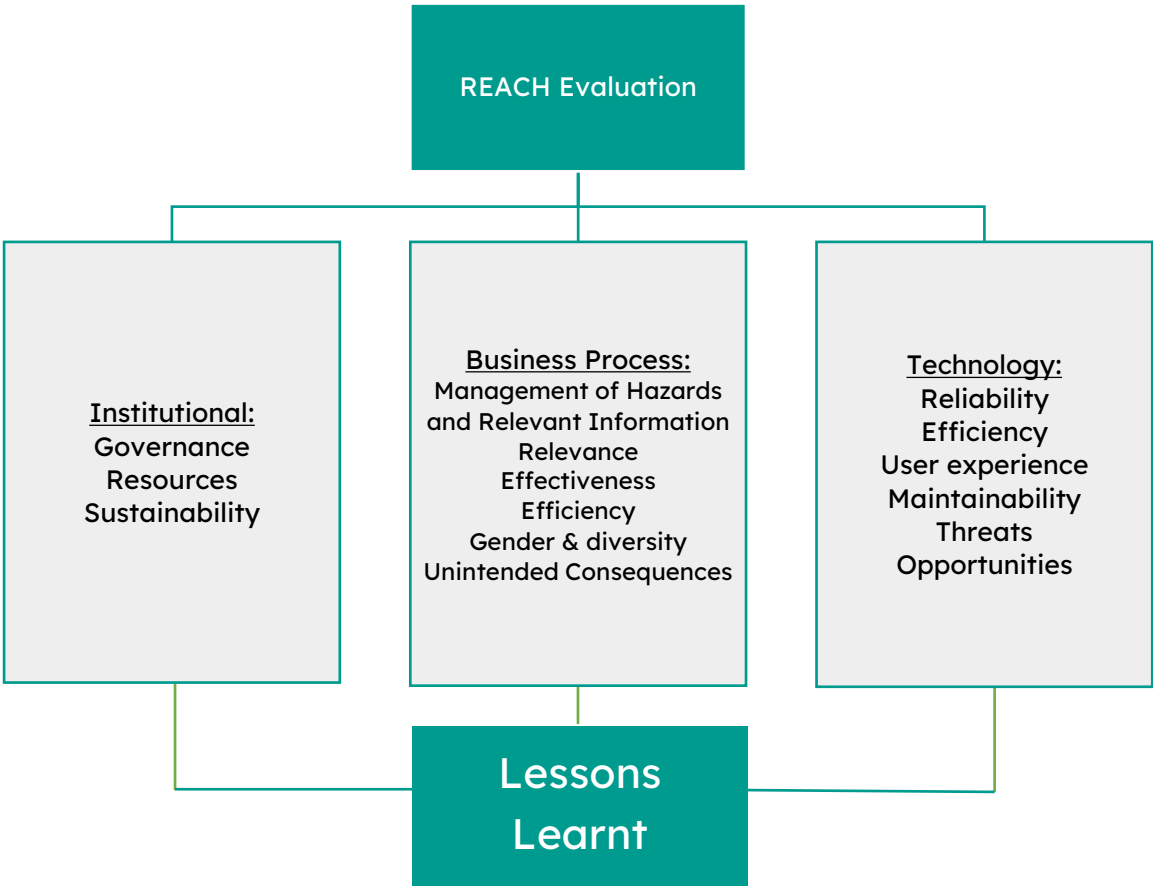 REACH Evaluation
Institutional:
Governance
Resources
Sustainability
Business Process:
Management of Hazards
and Relevant Information
Relevance
Effectiveness
Efficiency
Gender & diversity
Unintended Consequences
Technology:
Reliability
Efficiency
User experience
Maintainability
Threats
Opportunities
Lessons
Learnt